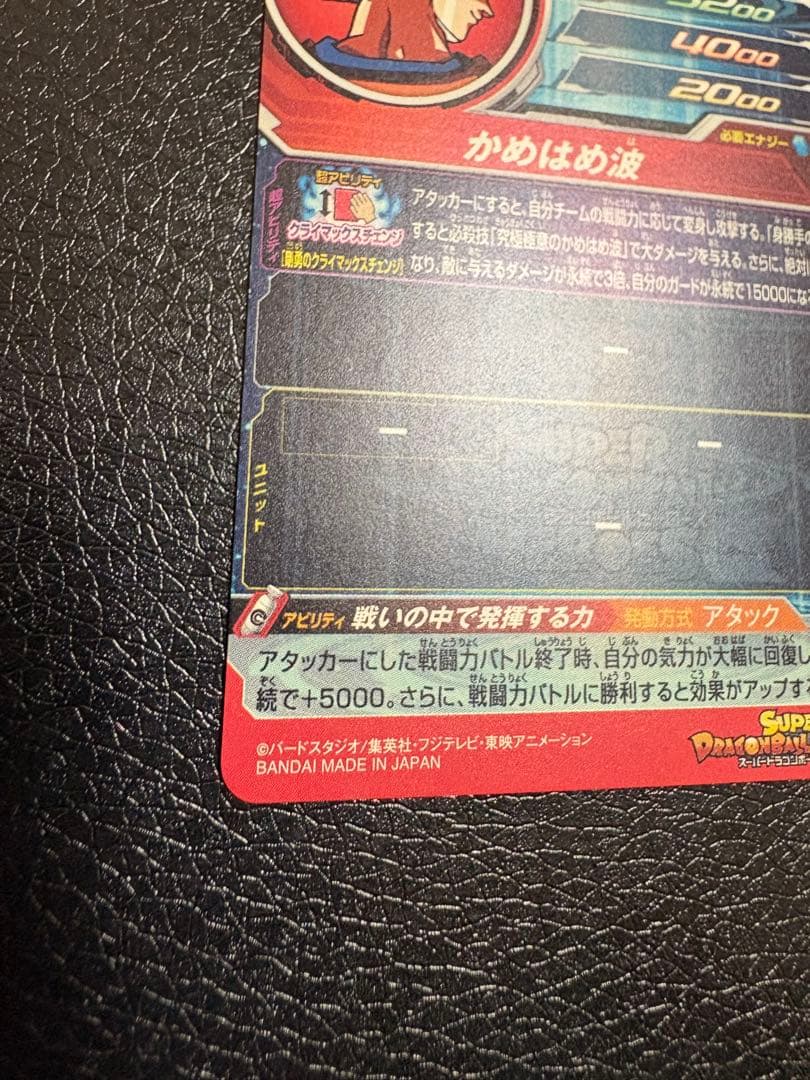 3200
4000
2000
必要エナジー
かめはめ波
超アビリティ
超アビリティ
クライマックスチェンジ
[剛勇のクライマックスチェンジ]
アタッカーにすると、自分チームの戦闘力に応じて変身し攻撃する。「身勝手の
すると必殺技「究極極意のかめはめ波」で大ダメージを与える。さらに、絶対
なり、敵に与えるダメージが永続で3倍、自分のガードが永続で15000にな
ー
ユニット
ー
ー
ー
アビリティ 戦いの中で発揮する力 発動方式 アタック
アタッカーにした戦闘力バトル終了時、自分の気力が大幅に回復し
続で+5000。さらに、戦闘力バトルに勝利すると効果がアップする
©バードスタジオ/集英社・フジテレビ・東映アニメーション
BANDAI MADE IN JAPAN
SUPE
DRAGONBALL
スーパードラゴンボー